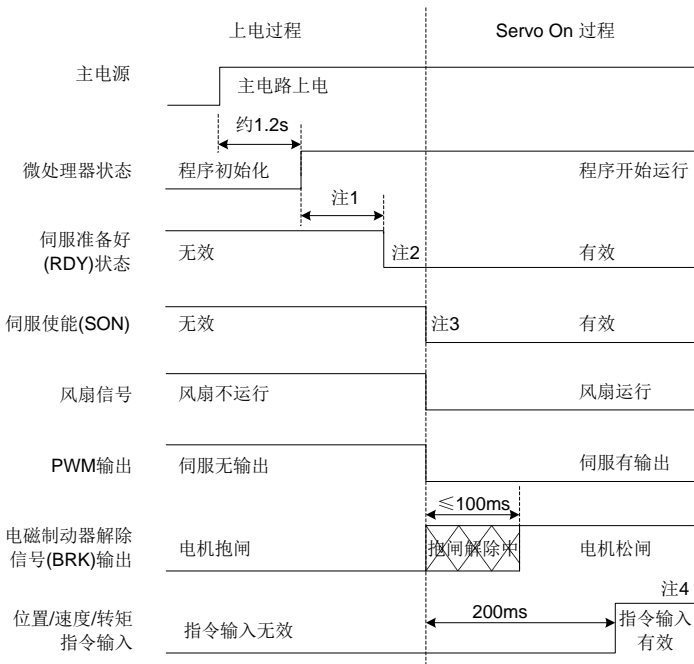 上电过程
Servo On 过程
主电源
主电路上电
约1.2s
微处理器状态
程序初始化
程序开始运行
注1
伺服准备好
(RDY)状态
无效
注2
有效
伺服使能(SON)
无效
注3
有效
风扇信号
风扇不运行
风扇运行
PWM输出
伺服无输出
伺服有输出
≤100ms
电磁制动器解除
信号(BRK)输出
电机抱闸
抱闸解除中
电机松闸
注4
位置/速度/转矩
指令输入
指令输入无效
200ms
指令输入
有效